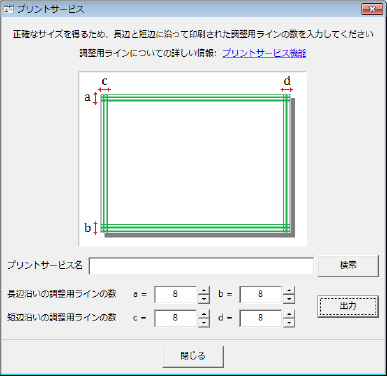 プリントサービス
正確なサイズを得るため、長辺と短辺に沿って印刷された調整用ラインの数を入力してください
調整用ラインについての詳しい情報: プリントサービス機能
c d
a
b
プリントサービス名 検索
長辺沿いの調整用ラインの数 a = 8 b = 8
短辺沿いの調整用ラインの数 c = 8 d = 8
出力
閉じる